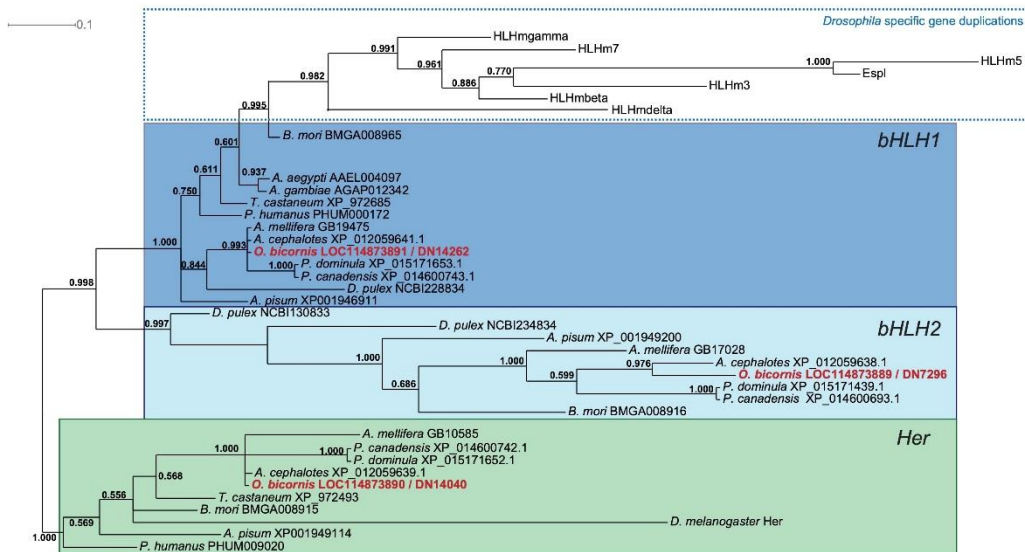 0.1
Drosophila specific gene duplications
HLHmgamma
0.991
HLHm7
0.961
1.000
HLHm5
0.770
Espl
0.982
0.886
HLHm3
HLHmbeta
0.995
HLHmdelta
bHLH1
B. mori BMGA008965
0.601
0.611
0.937
A. aegypti AAEL004097
A. gambiae AGAP012342
0.750
T. castaneum XP_972685
P. humanus PHUM000172
A. mellifera GB19475
1.000
0.993
A. cephalotes XP_012059641.1
O. bicornis LOC114873891 / DN14262
0.844
1.000
P. dominula XP_015171653.1
P. canadensis XP_014600743.1
0.998
D. pulex NCBI228834
A. pisum XP001946911
bHLH2
D. pulex NCBI130833
0.997
D. pulex NCBI234834
A. pisum XP_001949200
1.000
1.000
A. mellifera GB17028
0.976
A. cephalotes XP_012059638.1
0.599
O. bicornis LOC114873889 / DN7296
0.686
1.000
P. dominula XP_015171439.1
P. canadensis XP_014600693.1
B. mori BMGA008916
Her
A. mellifera GB10585
1.000
1.000
P. canadensis XP_014600742.1
P. dominula XP_015171652.1
0.568
A. cephalotes XP_012059639.1
O. bicornis LOC114873890 / DN14040
0.556
T. castaneum XP_972493
B. mori BMGA008915
0.569
D. melanogaster Her
A. pisum XP001949114
P. humanus PHUM009020